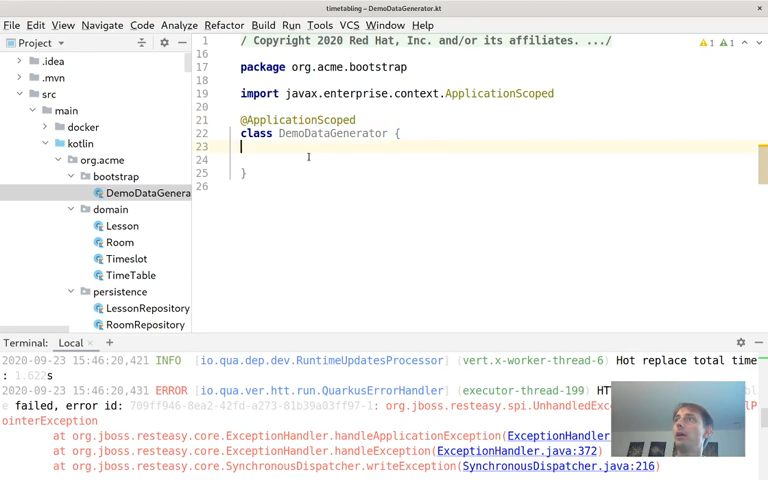 timetabling – DemoDataGenerator.kt
File Edit View Navigate Code Analyze Refactor Build Run Tools VCS Window Help
Project
.idea
.mvn
src
main
docker
kotlin
org.acme
bootstrap
DemoDataGenera
domain
Lesson
Room
Timeslot
TimeTable
persistence
LessonRepository
RoomRepository
1 / Copyright 2020 Red Hat, Inc. and/or its affiliates. .../
1 1
16
17 package org.acme.bootstrap
18
19 import javax.enterprise.context.ApplicationScoped
20
21 @ApplicationScoped
22 class DemoDataGenerator {
23
24
25 }
26
Terminal: Local × +
2020-09-23 15:46:20,421 INFO [io.qua.dep.dev.RuntimeUpdatesProcessor] (vert.x-worker-thread-6) Hot replace total time
: 1.622s
2020-09-23 15:46:20,431 ERROR [io.qua.ver.htt.run.QuarkusErrorHandler] (executor-thread-199) HT
e failed, error id: 709ff946-8ea2-42fd-a273-81b39a03ff97-1: org.jboss.resteasy.spi.UnhandledExc lP
ointerException
at org.jboss.resteasy.core.ExceptionHandler.handleApplicationException(ExceptionHandler
at org.jboss.resteasy.core.ExceptionHandler.handleException(ExceptionHandler.java:372)
at org.jboss.resteasy.core.SynchronousDispatcher.writeException(SynchronousDispatcher.java:216)